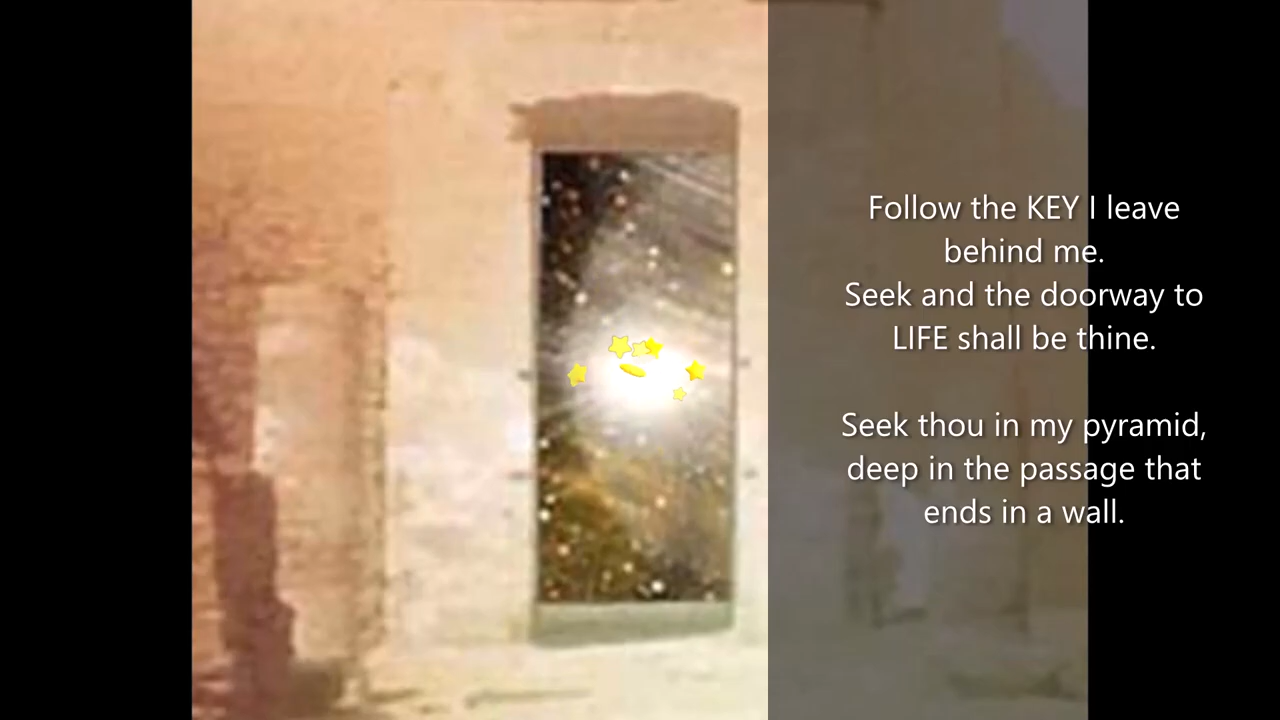 Follow the KEY I leave
behind me.
Seek and the doorway to
LIFE shall be thine.
Seek thou in my pyramid,
deep in the passage that
ends in a wall.